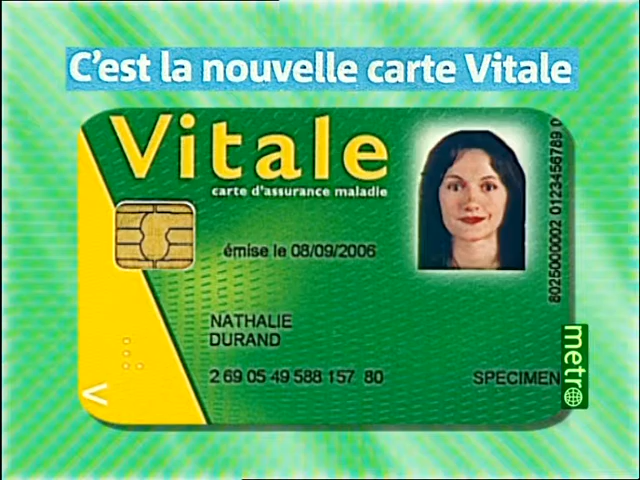 C'est la nouvelle carte Vitale
Vitale
carte d'assurance maladie
émise le 08/09/2006
NATHALIE
DURAND
2 69 05 49 588 157 80
SPECIMEN
8025000002 0123456789 0
metro